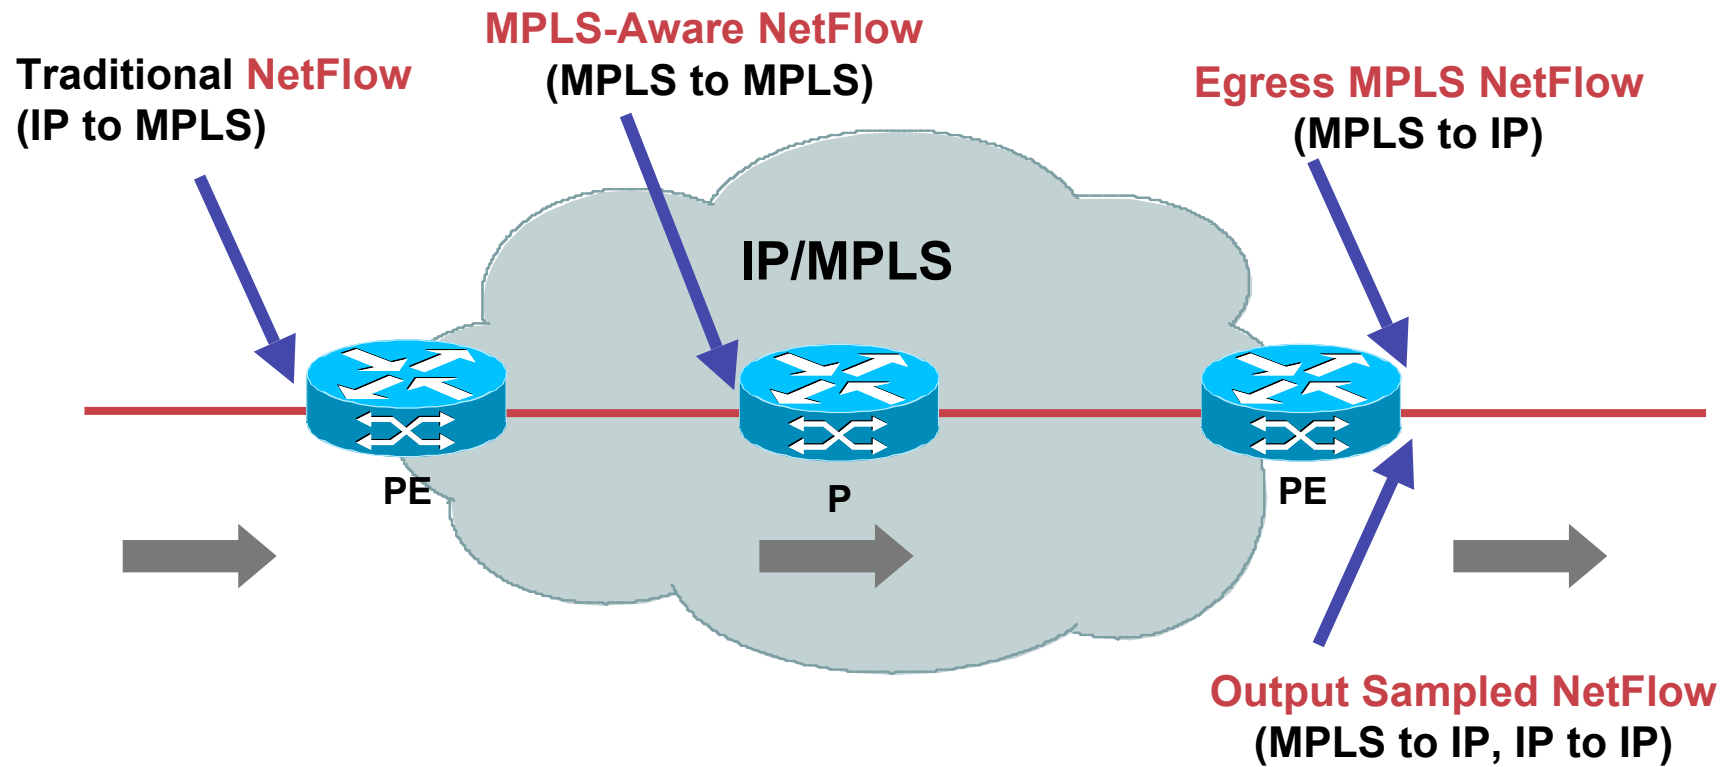 MPLS-Aware NetFlow
(MPLS to MPLS)
Traditional NetFlow
(IP to MPLS)
Egress MPLS NetFlow
(MPLS to IP)
IP/MPLS
PE
P
PE
Output Sampled NetFlow
(MPLS to IP, IP to IP)